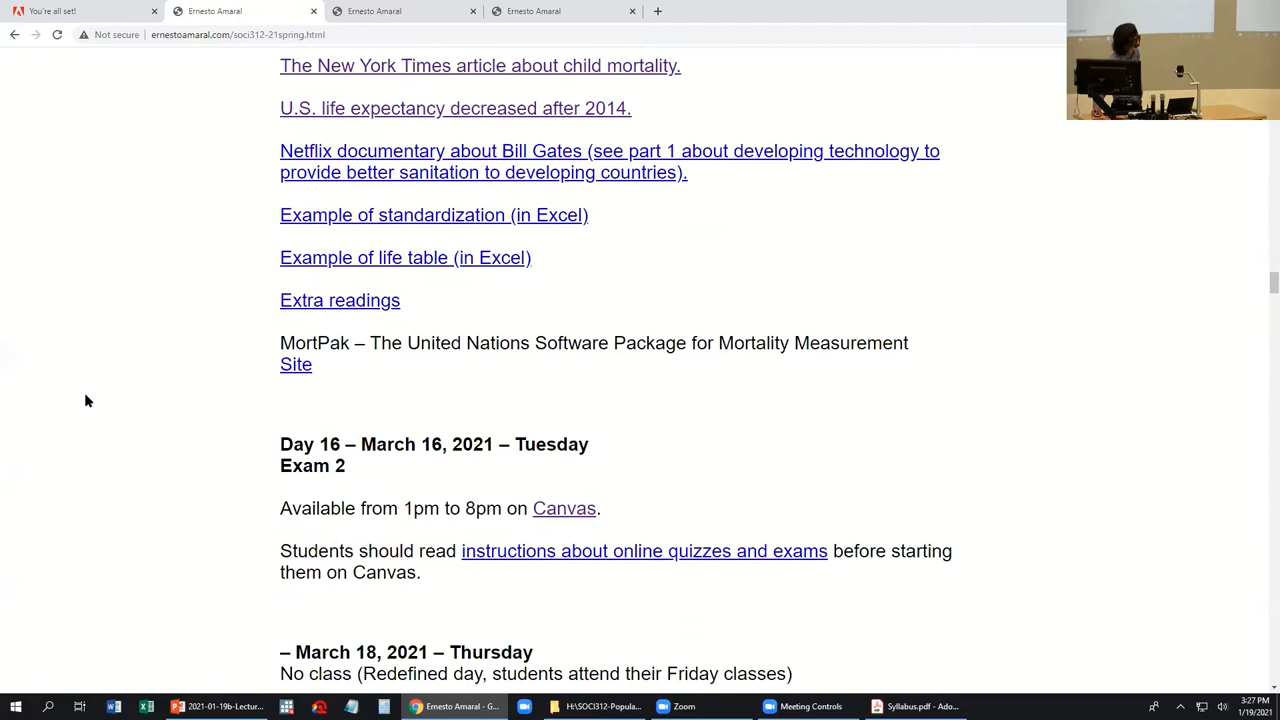 You're all set!
Ernesto Amaral
Ernesto Amaral
Ernesto Amaral
Not secure | ernestoamaral.com/soci312-21spring.html
The New York Times article about child mortality.
U.S. life expectancy decreased after 2014.
Netflix documentary about Bill Gates (see part 1 about developing technology to
provide better sanitation to developing countries).
Example of standardization (in Excel)
Example of life table (in Excel)
Extra readings
MortPak – The United Nations Software Package for Mortality Measurement
Site
Day 16 – March 16, 2021 – Tuesday
Exam 2
Available from 1pm to 8pm on Canvas.
Students should read instructions about online quizzes and exams before starting
them on Canvas.
– March 18, 2021 – Thursday
No class (Redefined day, students attend their Friday classes)
2021-01-19b-Lectur...
Ernesto Amaral - G...
H:\SOCI312-Popula...
Zoom
Meeting Controls
Syllabus.pdf - Ado...
3:27 PM
1/19/2021